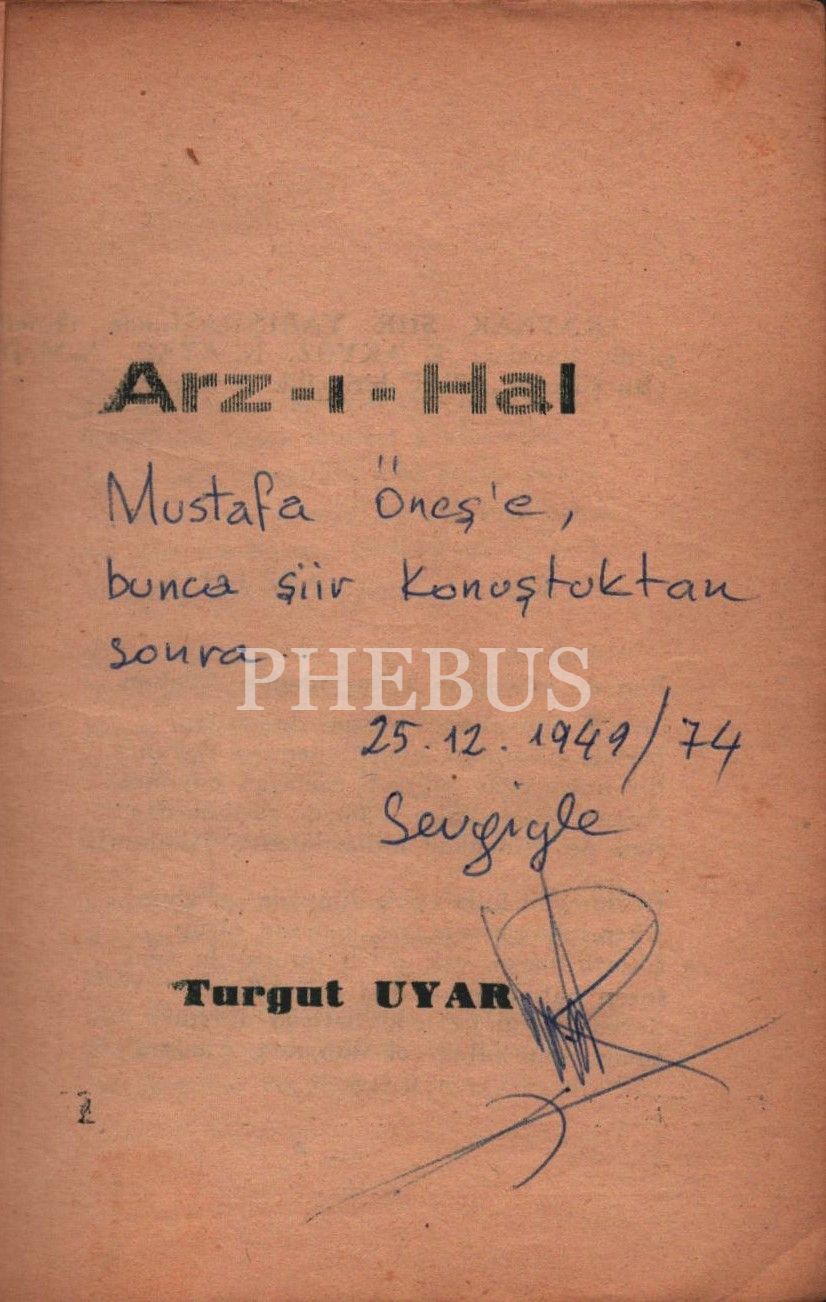 Arz-ı-Hal
Mustafa Öneş'e,
bunca şiir konuştuktan
sonra...
PHEBUS
25.12.1949/74
Sevgiyle
Turgut UYAR